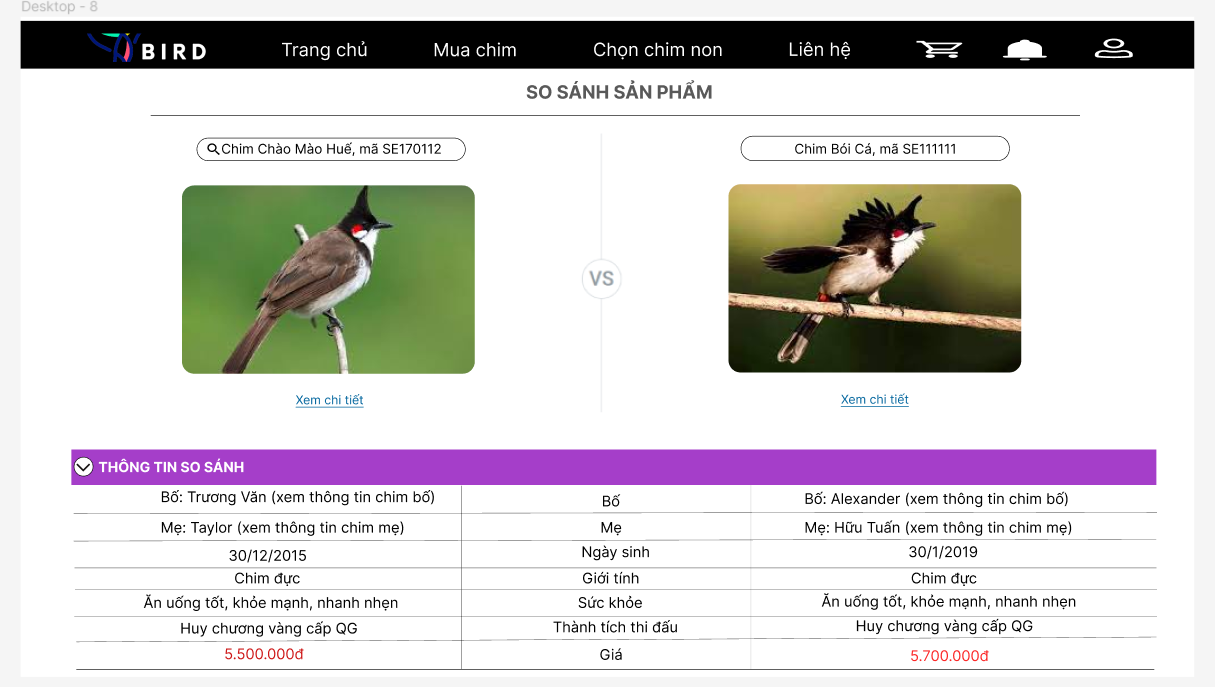 Desktop - 8
BIRD Trang chủ Mua chim Chọn chim non Liên hệ
SO SÁNH SẢN PHẨM
Chim Chào Mào Huế, mã SE170112
Chim Bói Cá, mã SE111111
VS
Xem chi tiết
Xem chi tiết
THÔNG TIN SO SÁNH
Bố: Trương Văn (xem thông tin chim bố) Bố Bố: Alexander (xem thông tin chim bố)
Mẹ: Taylor (xem thông tin chim mẹ) Mẹ Mẹ: Hữu Tuấn (xem thông tin chim mẹ)
30/12/2015 Ngày sinh 30/1/2019
Chim đực Giới tính Chim đực
Ăn uống tốt, khỏe mạnh, nhanh nhẹn Sức khỏe Ăn uống tốt, khỏe mạnh, nhanh nhẹn
Huy chương vàng cấp QG Thành tích thi đấu Huy chương vàng cấp QG
5.500.000đ Giá 5.700.000đ